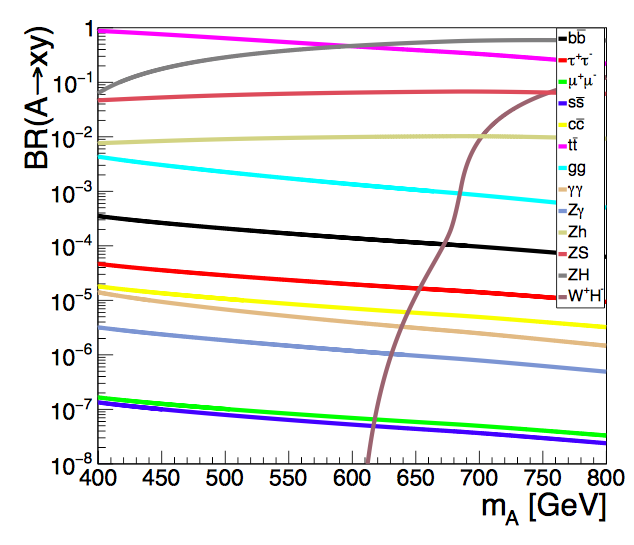 BR(A→xy)
1
10⁻¹
10⁻²
10⁻³
10⁻⁴
10⁻⁵
10⁻⁶
10⁻⁷
10⁻⁸
400 450 500 550 600 650 700 750 800
m_A [GeV]
bb̅
τ⁺τ⁻
μ⁺μ⁻
ss̅
cc̅
tt̅
gg
γγ
Zγ
Zh
ZS
ZH
W⁺H⁻